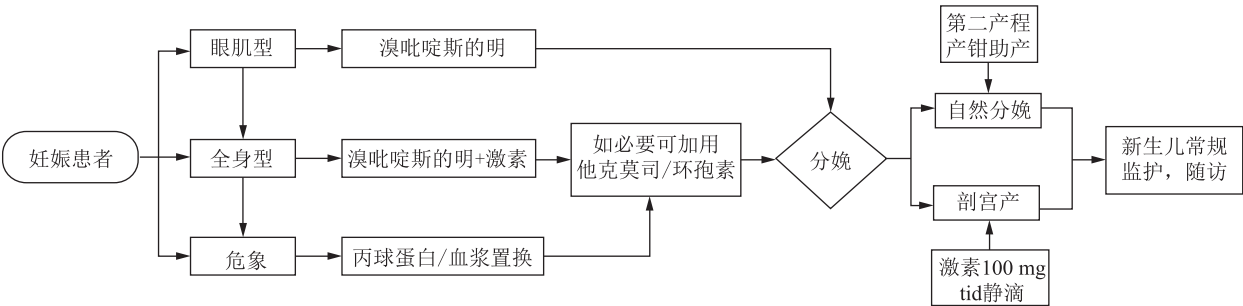 妊娠患者
眼肌型
溴吡啶斯的明
全身型
溴吡啶斯的明+激素
危象
丙球蛋白/血浆置换
如必要可加用
他克莫司/环孢素
分娩
第二产程
产钳助产
自然分娩
剖宫产
激素100 mg
tid静滴
新生儿常规
监护，随访